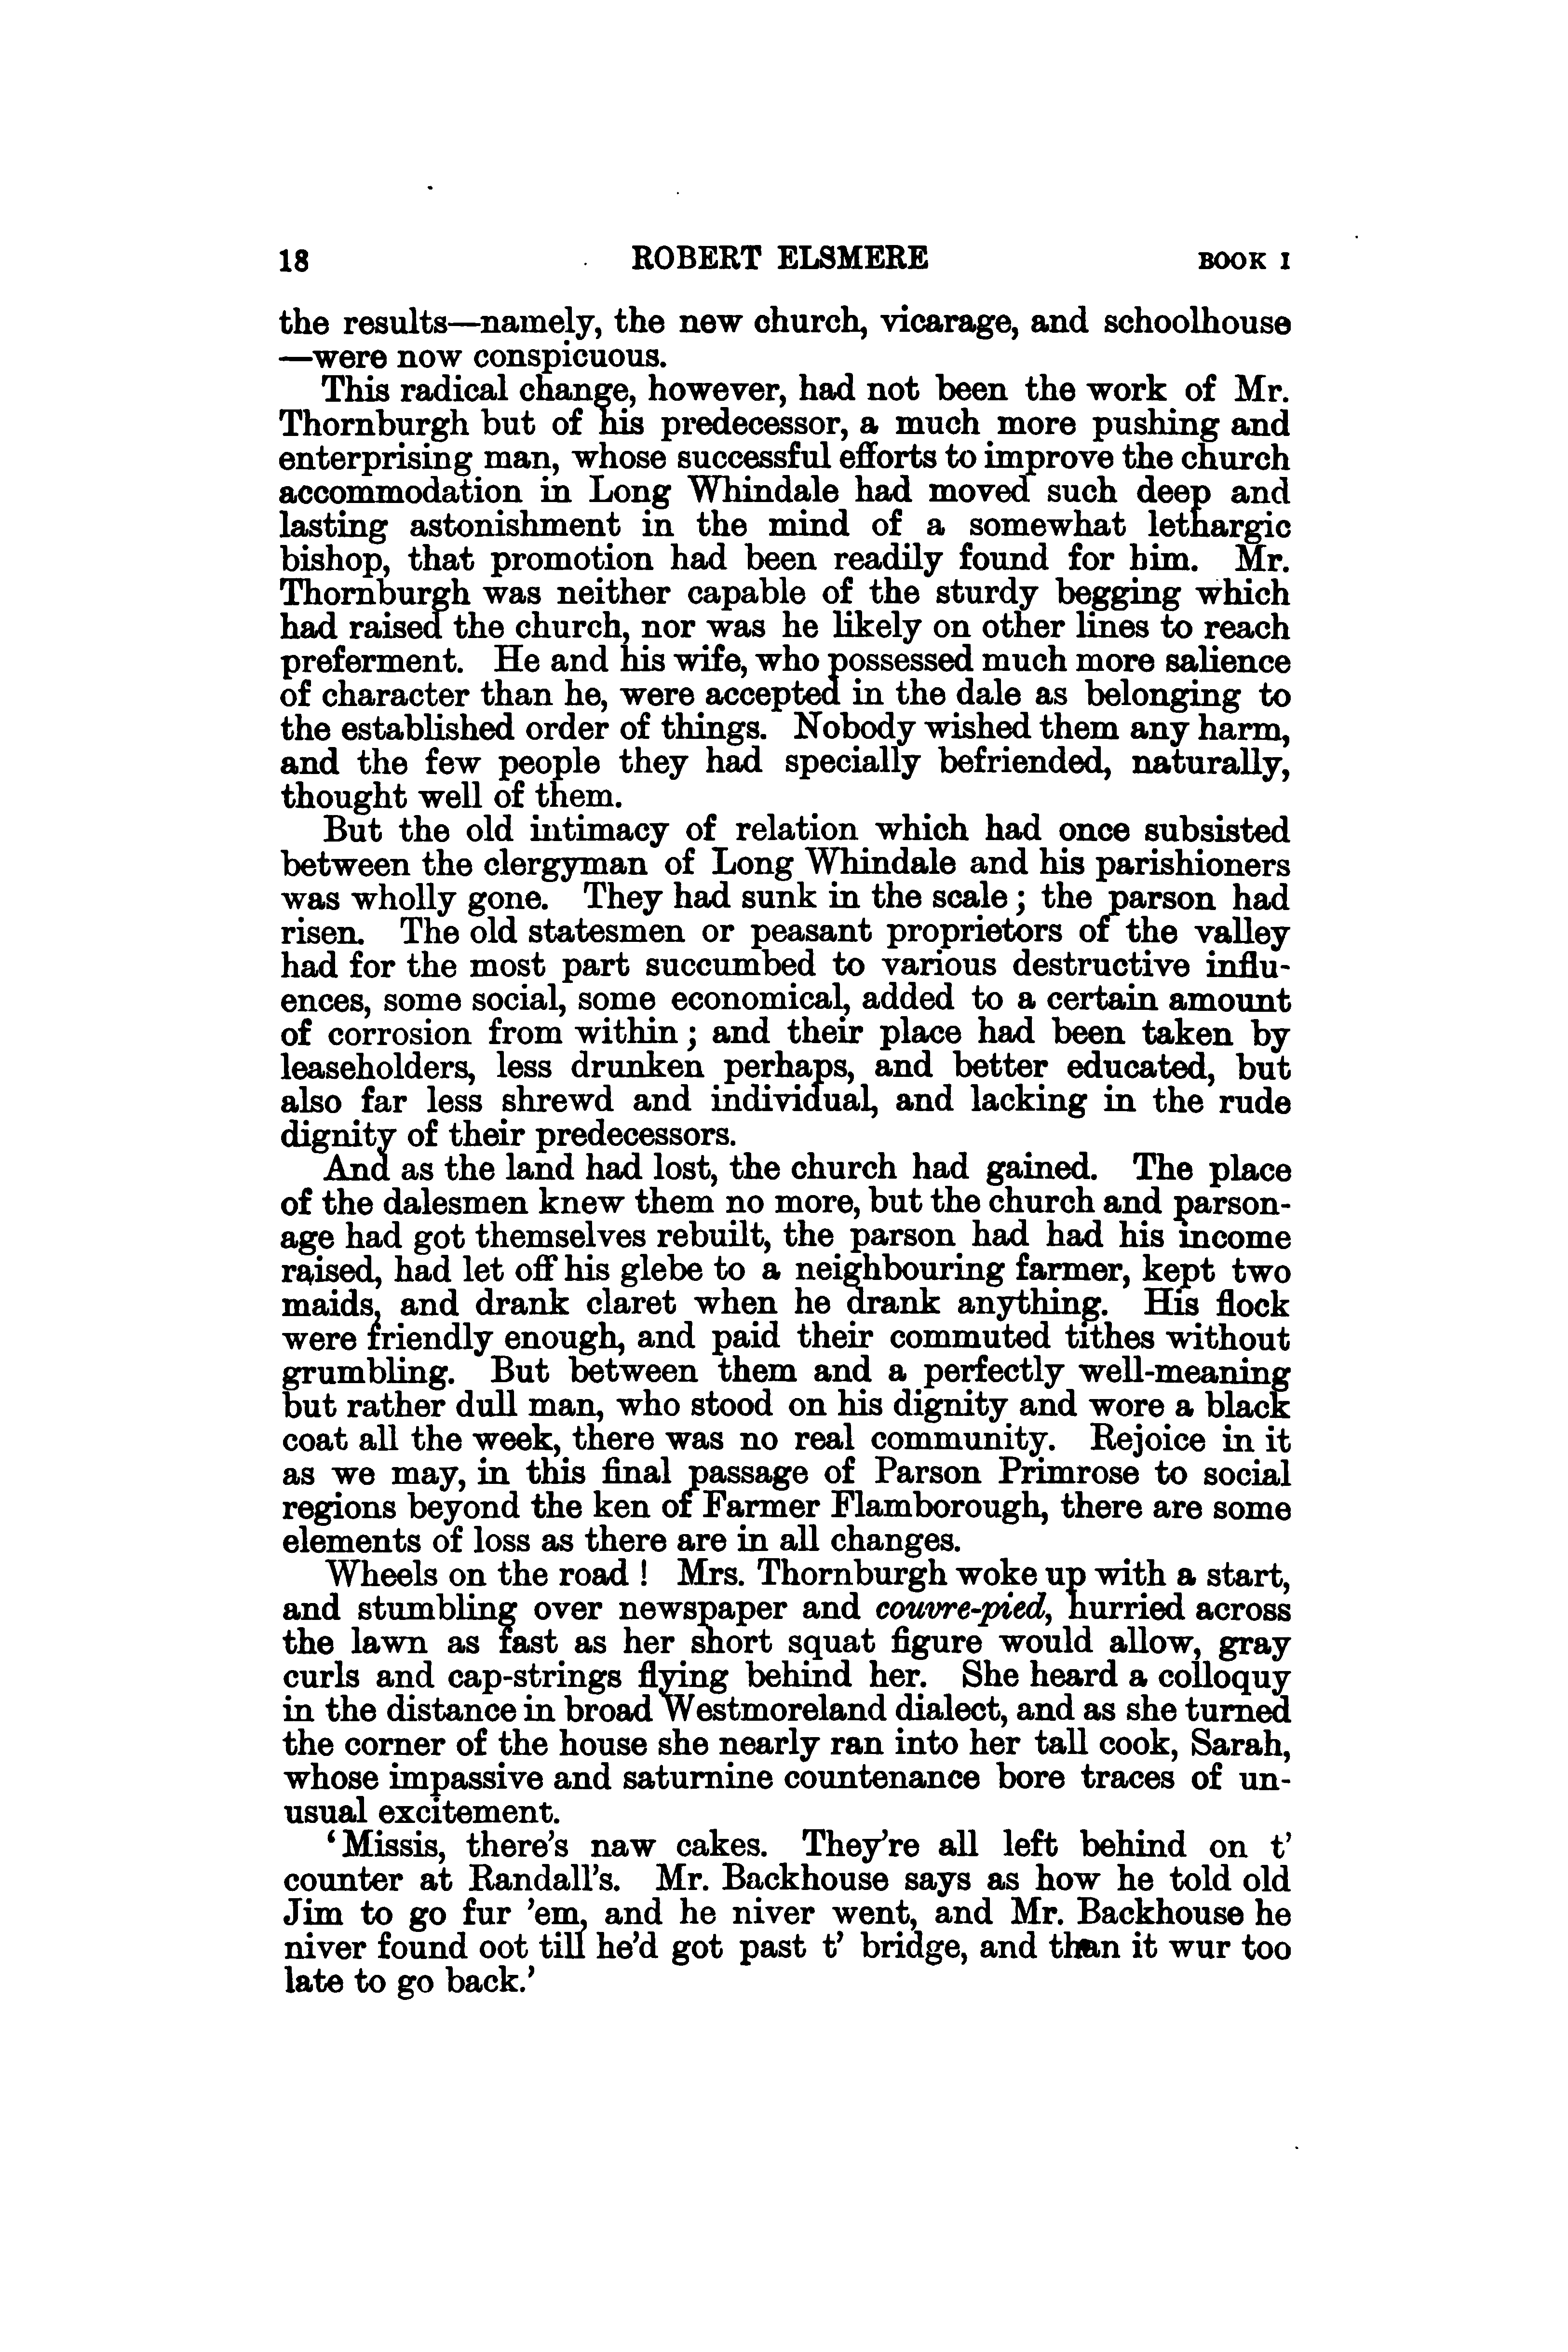 18 ROBERT ELSMERE BOOK I
the results—namely, the new church, vicarage, and schoolhouse
—were now conspicuous.
This radical change, however, had not been the work of Mr.
Thornburgh but of his predecessor, a much more pushing and
enterprising man, whose successful efforts to improve the church
accommodation in Long Whindale had moved such deep and
lasting astonishment in the mind of a somewhat lethargic
bishop, that promotion had been readily found for him. Mr.
Thornburgh was neither capable of the sturdy begging which
had raised the church, nor was he likely on other lines to reach
preferment. He and his wife, who possessed much more salience
of character than he, were accepted in the dale as belonging to
the established order of things. Nobody wished them any harm,
and the few people they had specially befriended, naturally,
thought well of them.
But the old intimacy of relation which had once subsisted
between the clergyman of Long Whindale and his parishioners
was wholly gone. They had sunk in the scale; the parson had
risen. The old statesmen or peasant proprietors of the valley
had for the most part succumbed to various destructive influ-
ences, some social, some economical, added to a certain amount
of corrosion from within; and their place had been taken by
leaseholders, less drunken perhaps, and better educated, but
also far less shrewd and individual, and lacking in the rude
dignity of their predecessors.
And as the land had lost, the church had gained. The place
of the dalesmen knew them no more, but the church and parson-
age had got themselves rebuilt, the parson had had his income
raised, had let off his glebe to a neighbouring farmer, kept two
maids, and drank claret when he drank anything. His flock
were friendly enough, and paid their commuted tithes without
grumbling. But between them and a perfectly well-meaning
but rather dull man, who stood on his dignity and wore a black
coat all the week, there was no real community. Rejoice in it
as we may, in this final passage of Parson Primrose to social
regions beyond the ken of Farmer Flamborough, there are some
elements of loss as there are in all changes.
Wheels on the road! Mrs. Thornburgh woke up with a start,
and stumbling over newspaper and couvre-pied, hurried across
the lawn as fast as her short squat figure would allow, gray
curls and cap-strings flying behind her. She heard a colloquy
in the distance in broad Westmoreland dialect, and as she turned
the corner of the house she nearly ran into her tall cook, Sarah,
whose impassive and saturnine countenance bore traces of un-
usual excitement.
‘Missis, there’s naw cakes. They’re all left behind on t’
counter at Randall’s. Mr. Backhouse says as how he told old
Jim to go fur ’em, and he niver went, and Mr. Backhouse he
niver found oot till he’d got past t’ bridge, and than it wur too
late to go back.’